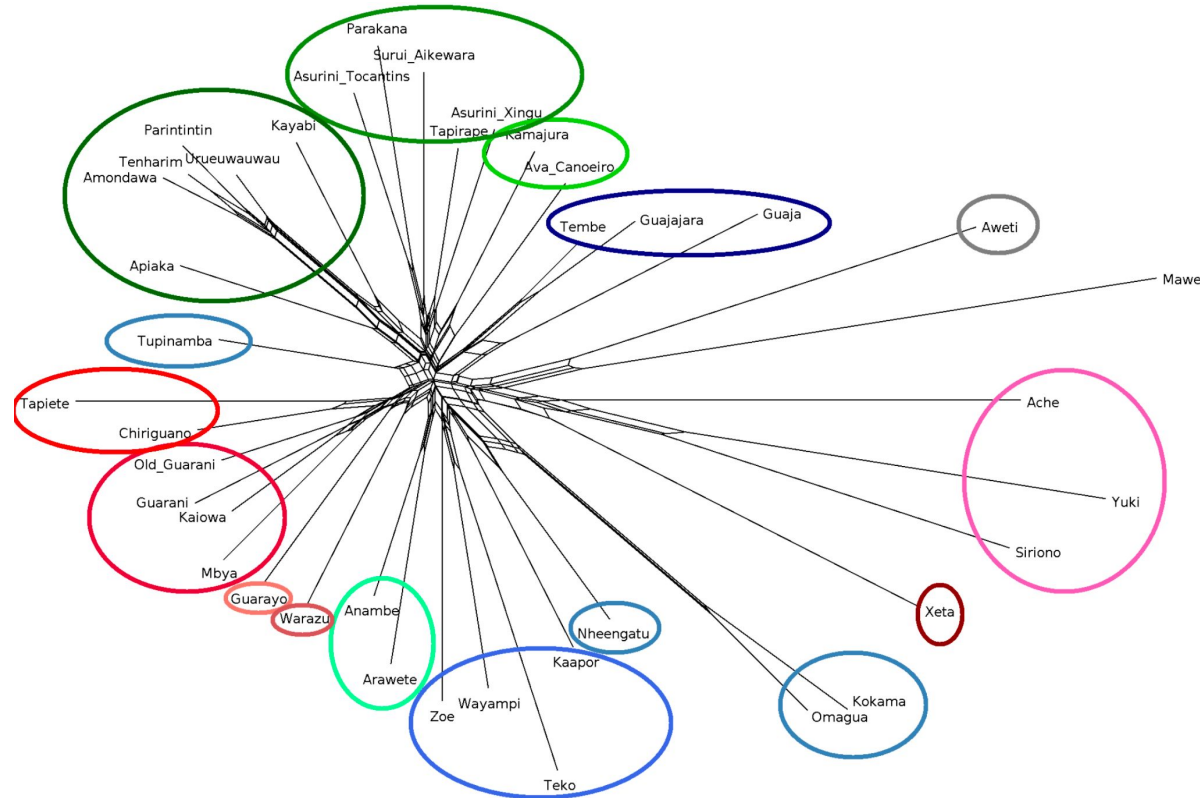 Parakana
Surui_Aikewara
Asurini_Tocantins
Asurini_Xingu
Kayabi
Parintintin
Tapirape
Kamajura
Tenharim
Urueuwauwau
Ava_Canoeiro
Amondawa
Guaja
Guajajara
Tembe
Aweti
Apiaka
Mawe
Tupinamba
Tapiete
Ache
Chiriguano
Old_Guarani
Guarani
Yuki
Kaiowa
Siriono
Mbya
Guarayo
Anambe
Xeta
Warazu
Nheengatu
Kaapor
Arawete
Wayampi
Kokama
Zoe
Omagua
Teko